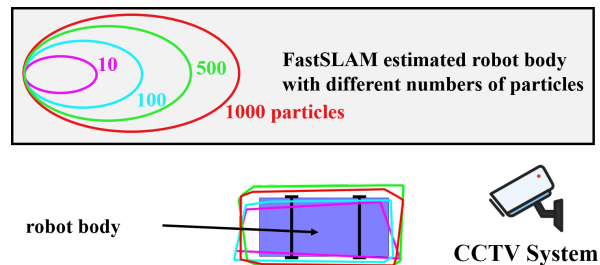 10
500
100
1000 particles
FastSLAM estimated robot body
with different numbers of particles
robot body
CCTV System